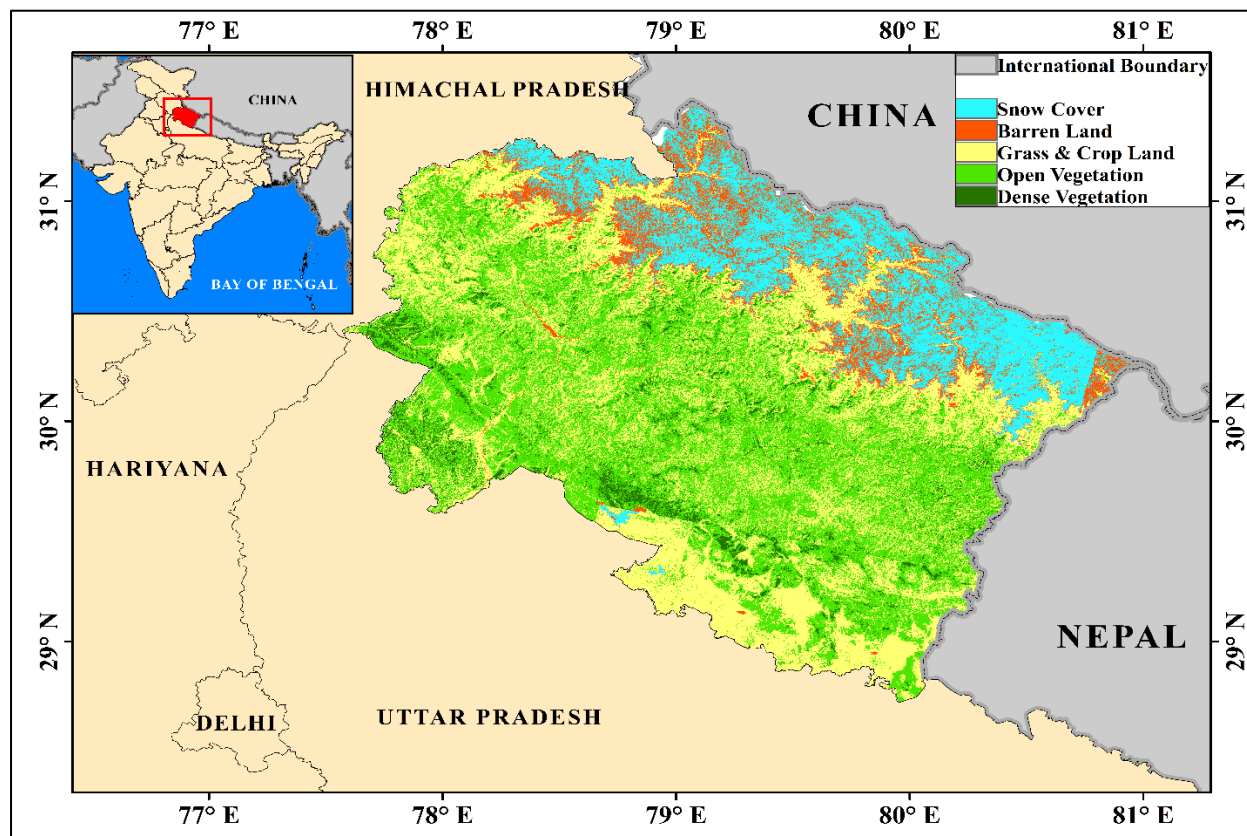 77° E 78° E 79° E 80° E 81° E
HIMACHAL PRADESH
CHINA
International Boundary
Snow Cover
Barren Land
Grass & Crop Land
Open Vegetation
Dense Vegetation
CHINA
BAY OF BENGAL
31° N
31° N
30° N
30° N
HARIYANA
29° N
29° N
NEPAL
DELHI
UTTAR PRADESH
77° E 78° E 79° E 80° E 81° E